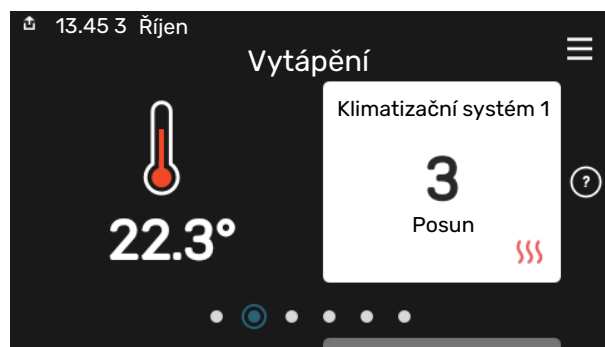 13.45 3 Říjen
Vytápění
Klimatizační systém 1
3
Posun
22.3°
?